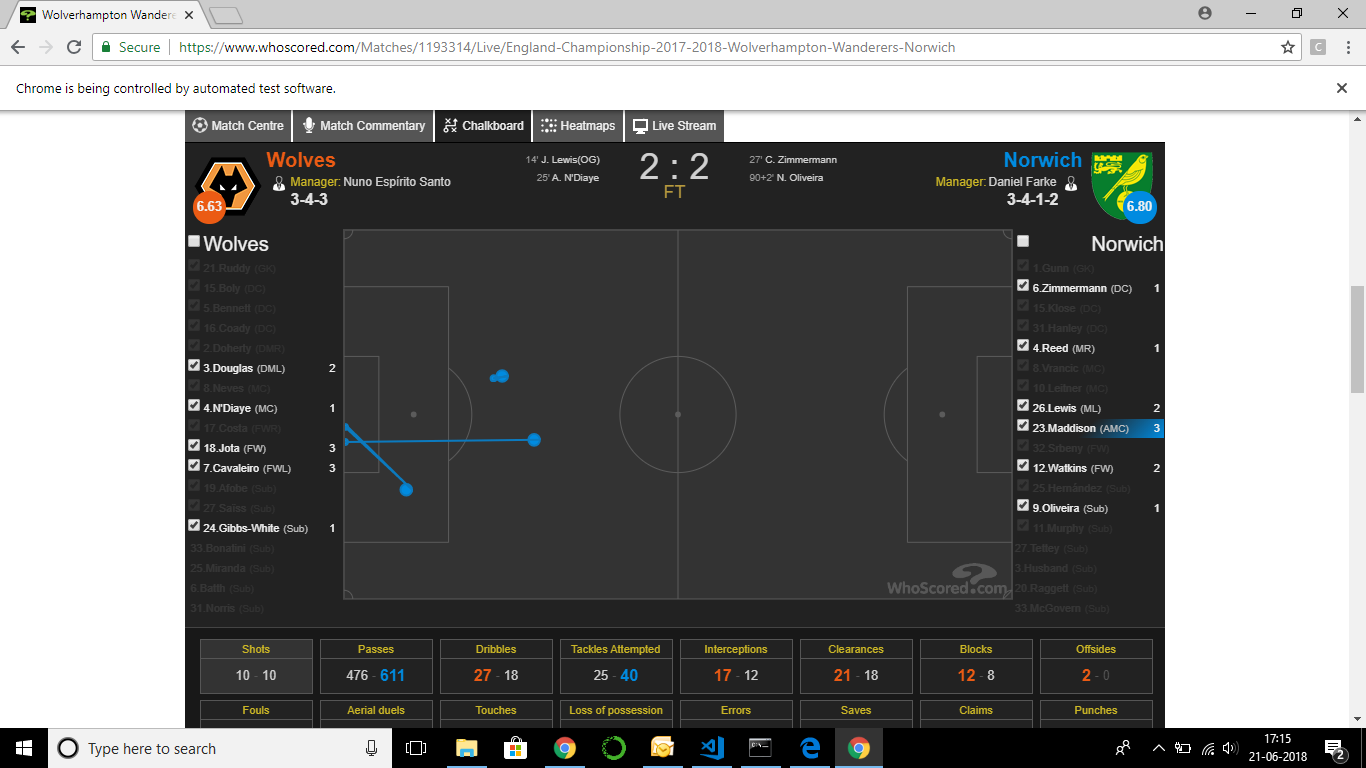 Wolverhampton Wandere
Secure https://www.whoscored.com/Matches/1193314/Live/England-Championship-2017-2018-Wolverhampton-Wanderers-Norwich
C
Chrome is being controlled by automated test software.
Match Centre Match Commentary Chalkboard Heatmaps Live Stream
Wolves 14' J. Lewis(OG) 2 : 2 27' C. Zimmermann Norwich
Manager: Nuno Espírito Santo 25' A. N'Diaye FT 90+2' N. Oliveira Manager: Daniel Farke
3-4-3 3-4-1-2
6.63 6.80
Wolves
21.Ruddy (GK)
15.Boly (DC)
5.Bennett (DC)
16.Coady (DC)
2.Doherty (DMR)
3.Douglas (DML) 2
8.Neves (MC)
4.N'Diaye (MC) 1
17.Costa (FWR)
18.Jota (FW) 3
7.Cavaleiro (FWL) 3
19.Afobe (Sub)
27.Saïss (Sub)
24.Gibbs-White (Sub) 1
33.Bonatini (Sub)
25.Miranda (Sub)
6.Batth (Sub)
31.Norris (Sub)
Norwich
1.Gunn (GK)
6.Zimmermann (DC) 1
15.Klose (DC)
31.Hanley (DC)
4.Reed (MR) 1
8.Vrancic (MC)
10.Leitner (MC)
26.Lewis (ML) 2
23.Maddison (AMC) 3
32.Srbeny (FW)
12.Watkins (FW) 2
25.Hernández (Sub)
9.Oliveira (Sub) 1
11.Murphy (Sub)
27.Tettey (Sub)
3.Husband (Sub)
20.Raggett (Sub)
33.McGovern (Sub)
WhoScored.com
Shots Passes Dribbles Tackles Attempted Interceptions Clearances Blocks Offsides
10 - 10 476 - 611 27 - 18 25 - 40 17 - 12 21 - 18 12 - 8 2 - 0
Fouls Aerial duels Touches Loss of possession Errors Saves Claims Punches
Type here to search
17:15
21-06-2018
2